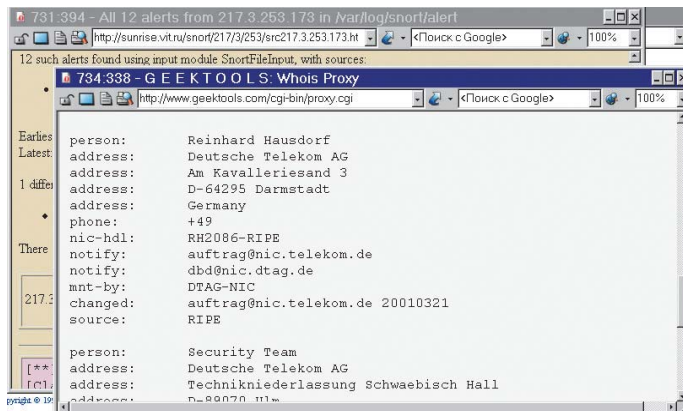 731:394 - All 12 alerts from 217.3.253.173 in /var/log/snort/alert
http://sunrise.vit.ru/snort/217/3/253/src217.3.253.173.ht
<Поиск с Google>
100%
12 such alerts found using input module SnortFileInput, with sources:
734:338 - G E E K T O O L S: Whois Proxy
http://www.geektools.com/cgi-bin/proxy.cgi
<Поиск с Google>
100%
Earlies
Latest:
1 differ
There
217.3
[**
[Cl
pyright © 19
person: Reinhard Hausdorf
address: Deutsche Telekom AG
address: Am Kavalleriesand 3
address: D-64295 Darmstadt
address: Germany
phone: +49
nic-hdl: RH2086-RIPE
notify: auftrag@nic.telekom.de
notify: dbd@nic.dtag.de
mnt-by: DTAG-NIC
changed: auftrag@nic.telekom.de 20010321
source: RIPE
person: Security Team
address: Deutsche Telekom AG
address: Technikniederlassung Schwaebisch Hall
address: D-89070 Ulm